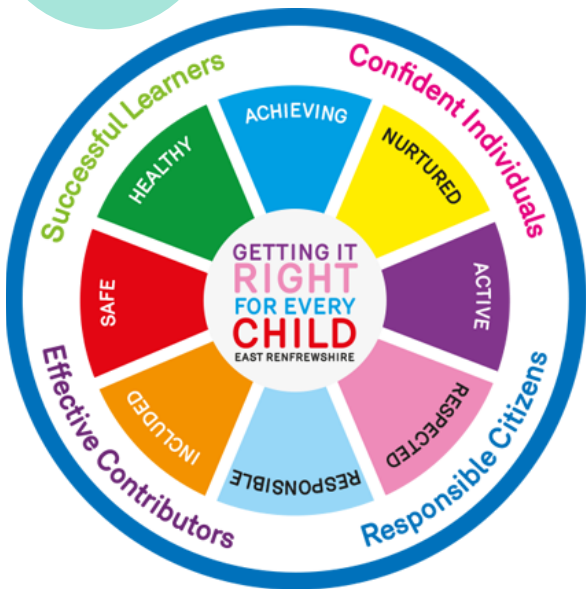 Successful Learners
Confident Individuals
ACHIEVING
HEALTHY
NURTURED
SAFE
ACTIVE
GETTING IT
RIGHT
FOR EVERY
CHILD
EAST RENFREWSHIRE
INCLUDED
RESPECTED
RESPONSIBLE
Effective Contributors
Responsible Citizens